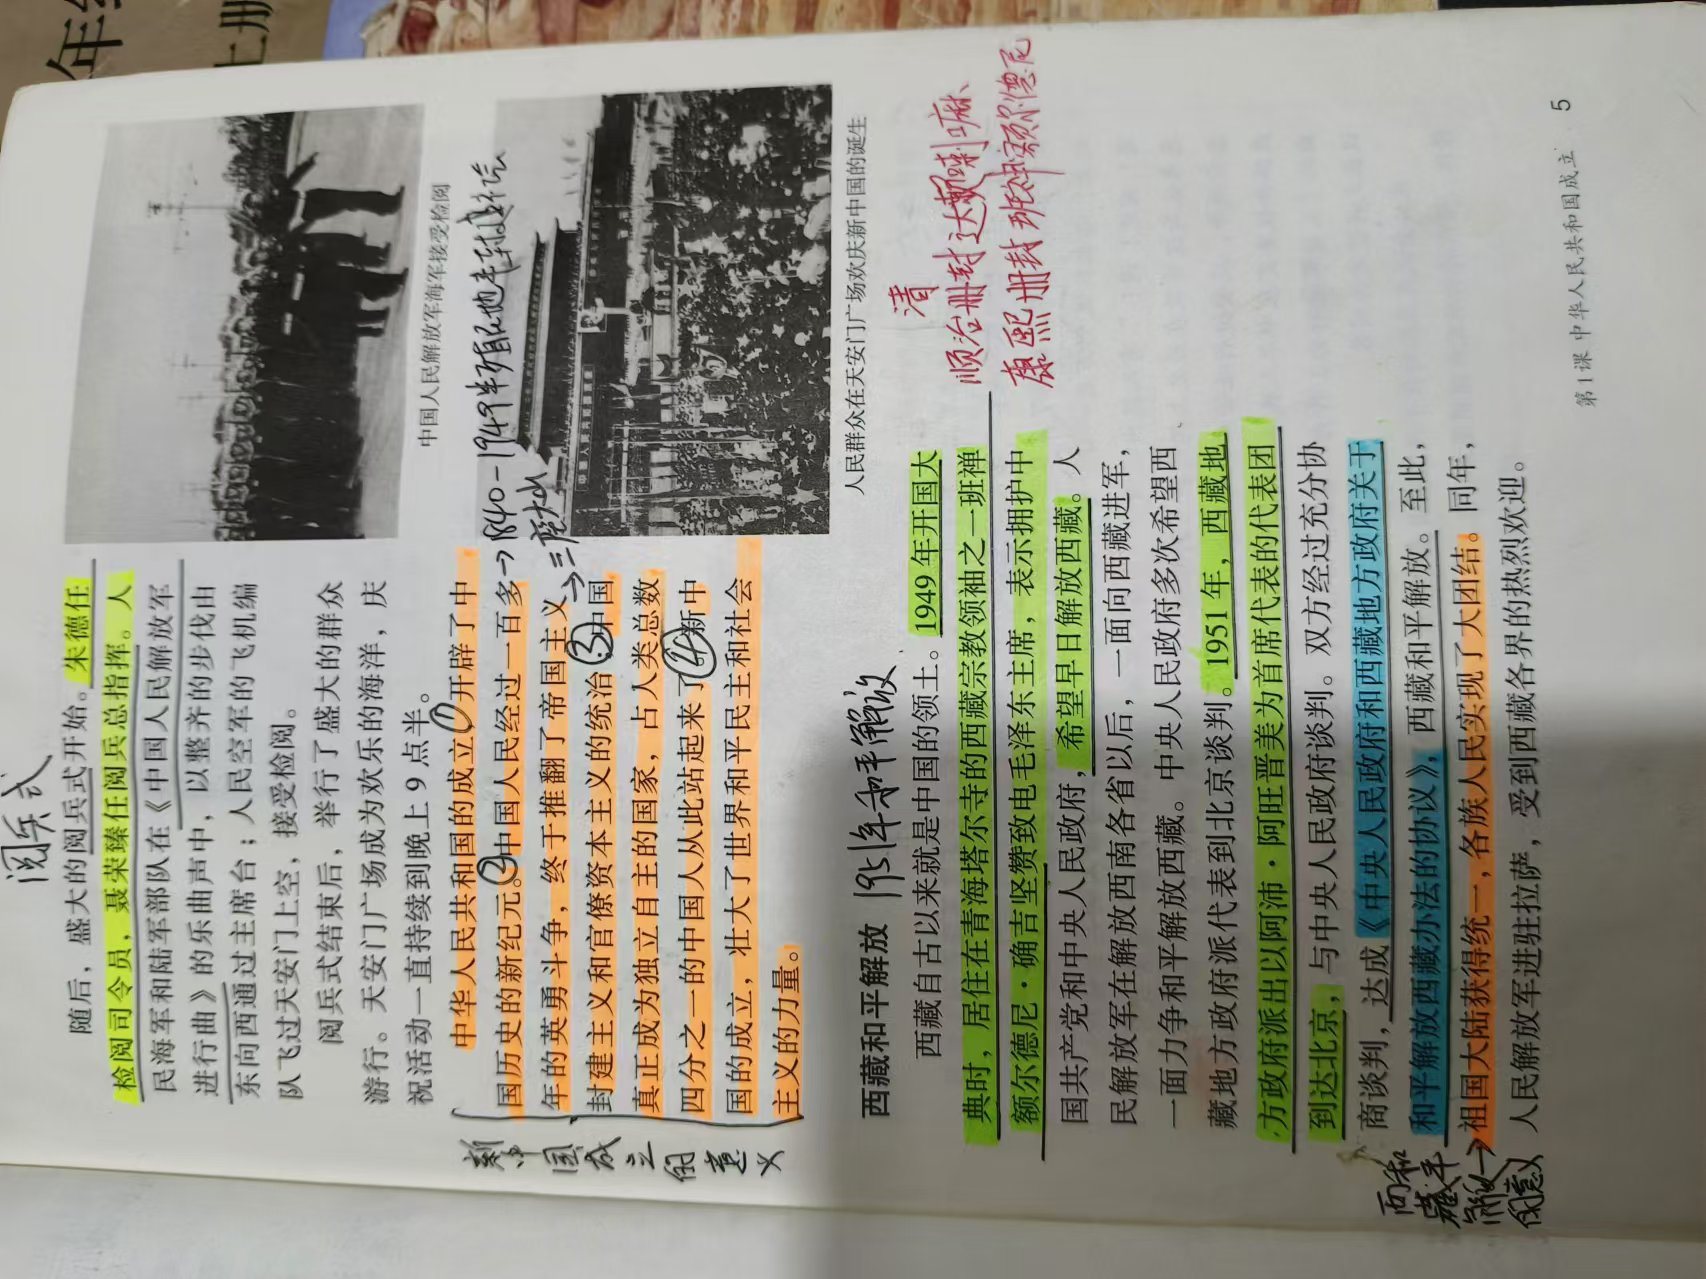 阅兵式
随后，盛大的阅兵式开始。朱德任
检阅司令员，聂荣臻任阅兵总指挥。人
民海军和陆军部队在《中国人民解放军
进行曲》的乐曲声中，以整齐的步伐由
东向西通过主席台；人民空军的飞机编
队飞过天安门上空，接受检阅。
阅兵式结束后，举行了盛大的群众
游行。天安门广场成为欢乐的海洋，庆
祝活动一直持续到晚上9点半。
中国人民解放军海军接受检阅
新中国成立的意义
中华人民共和国的成立①开辟了中
国历史的新纪元。②中国人民经过一百多
年的英勇斗争，终于推翻了帝国主义
封建主义和官僚资本主义的统治；③中国
真正成为独立自主的国家，占人类总数
四分之一的中国人从此站起来了④新中
国的成立，壮大了世界和平民主和社会
主义的力量。
→1840-1949半殖民地半封建社会
→三座大山
人民群众在天安门广场欢庆新中国的诞生
西藏和平解放 1951年和平解放
西藏自古以来就是中国的领土。1949年开国大
典时，居住在青海塔尔寺的西藏宗教领袖之一班禅
额尔德尼·确吉坚赞致电毛泽东主席，表示拥护中
国共产党和中央人民政府，希望早日解放西藏。人
民解放军在解放西南各省以后，一面向西藏进军，
一面力争和平解放西藏。中央人民政府多次希望西
藏地方政府派代表到北京谈判。1951年，西藏地
方政府派出以阿沛·阿旺晋美为首席代表的代表团
到达北京，与中央人民政府谈判。双方经过充分协
商谈判，达成《中央人民政府和西藏地方政府关于
和平解放西藏办法的协议》，西藏和平解放。至此，
祖国大陆获得统一，各族人民实现了大团结。同年，
人民解放军进驻拉萨，受到西藏各界的热烈欢迎。
清
顺治册封达赖喇嘛
康熙册封班禅额尔德尼
西藏和平解放的意义→
第1课 中华人民共和国成立 5
年
上册